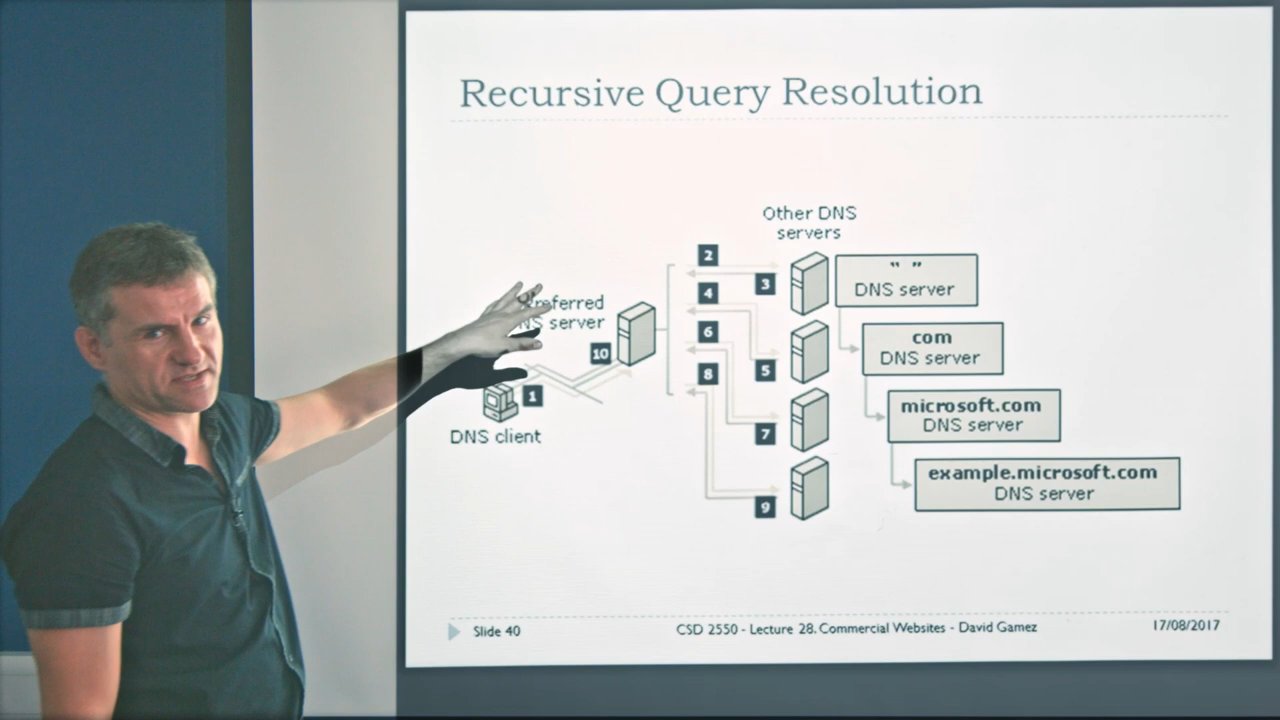 Recursive Query Resolution
Other DNS
servers
2
3
" "
DNS server
4
referred
NS server
6
com
DNS server
10
8
5
1
microsoft.com
DNS server
DNS client
7
example.microsoft.com
DNS server
9
Slide 40
CSD 2550 - Lecture 28. Commercial Websites - David Gamez
17/08/2017